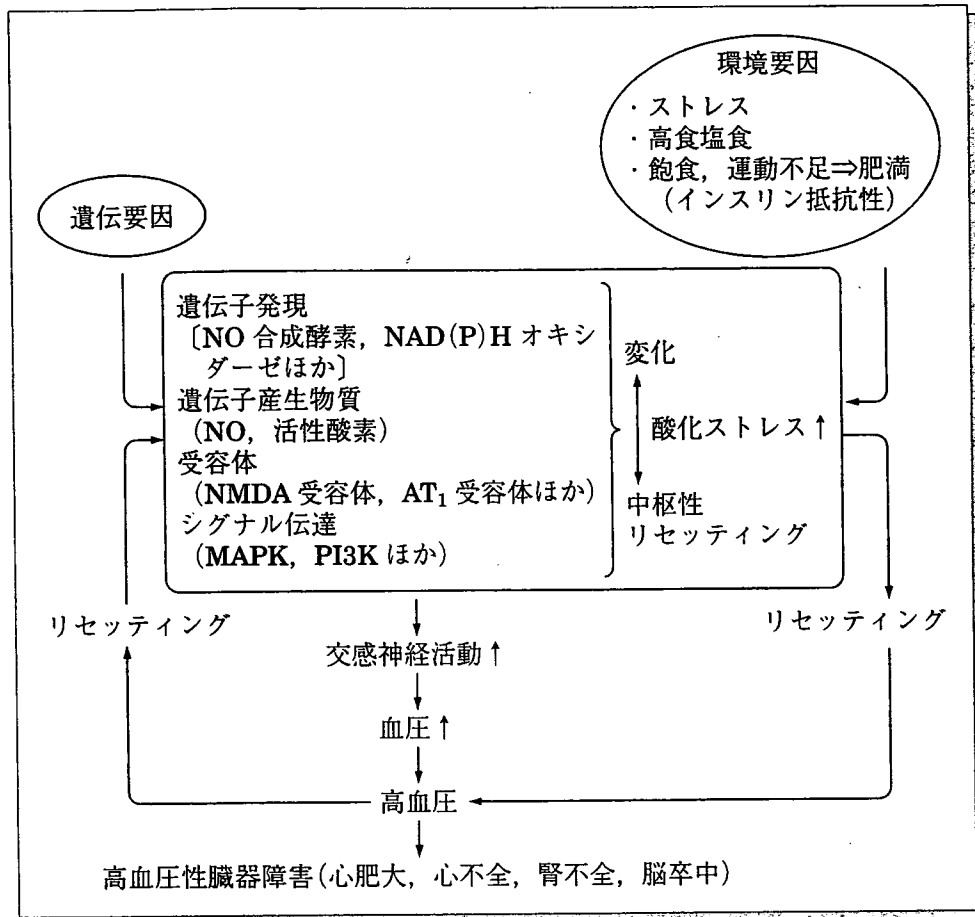 環境要因
・ストレス
・高食塩食
・飽食，運動不足⇒肥満
（インスリン抵抗性）
遺伝要因
遺伝子発現
〔NO 合成酵素，NAD(P)H オキシ
ダーゼほか〕
遺伝子産生物質
(NO，活性酸素)
受容体
(NMDA 受容体，AT₁ 受容体ほか)
シグナル伝達
(MAPK，PI3K ほか)
変化
酸化ストレス↑
中枢性
リセッティング
リセッティング
リセッティング
交感神経活動↑
血圧↑
高血圧
高血圧性臓器障害(心肥大，心不全，腎不全，脳卒中)